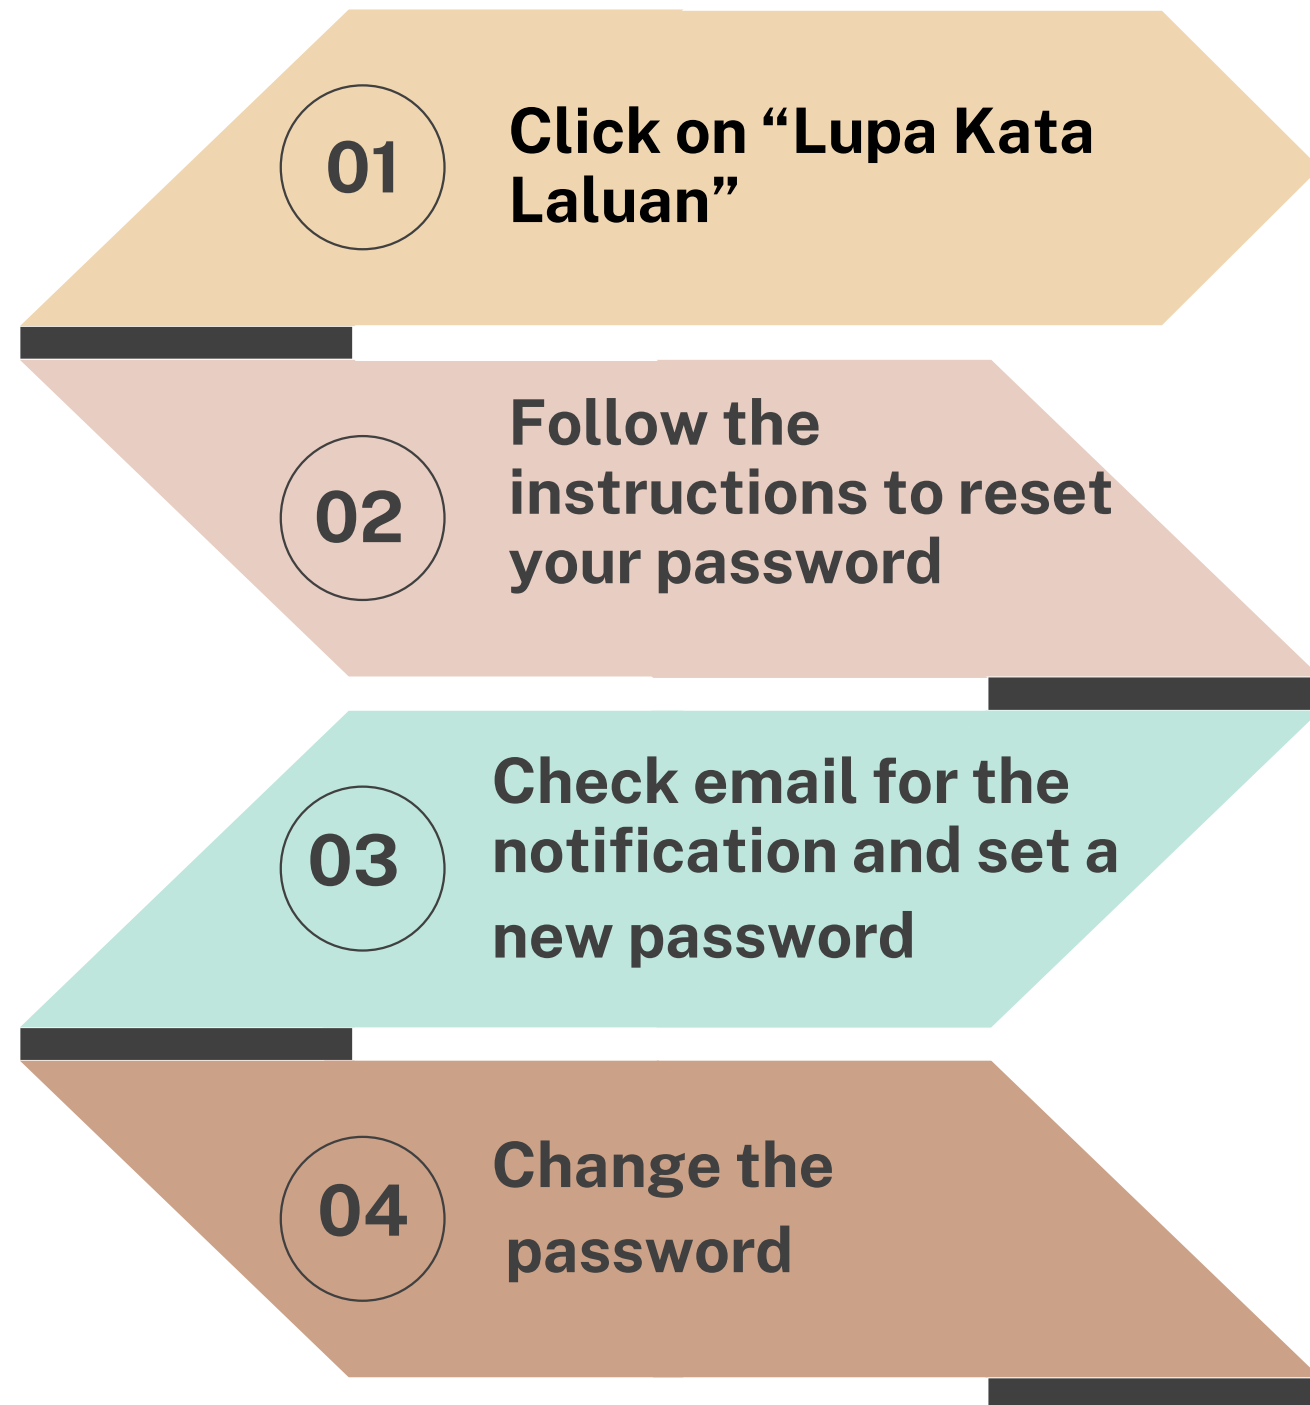 01
Click on “Lupa Kata
Laluan”
02
Follow the
instructions to reset
your password
03
Check email for the
notification and set a
new password
04
Change the
password